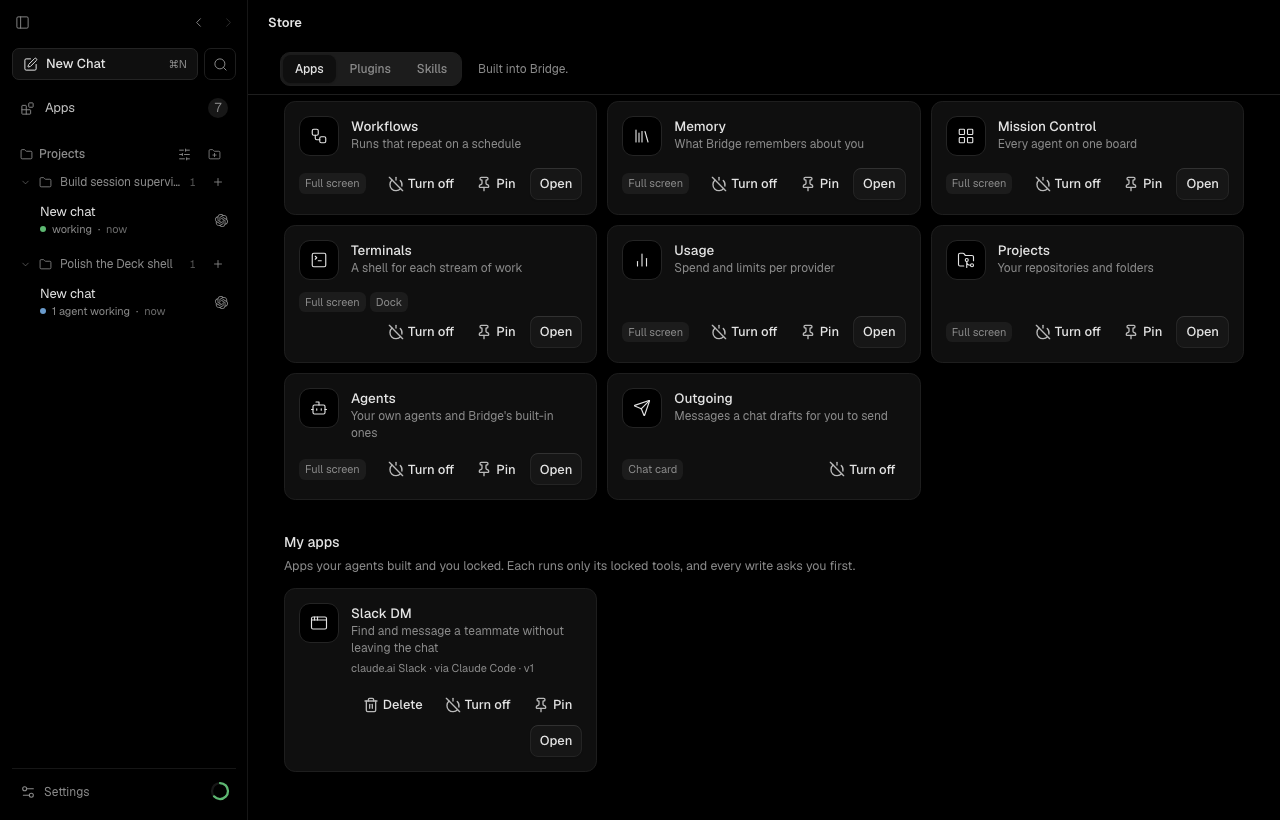 Store
New Chat ⌘N
Apps 7
Projects
Build session supervi... 1
New chat
working · now
Polish the Deck shell 1
New chat
1 agent working · now
Settings
Apps Plugins Skills Built into Bridge.
Workflows
Runs that repeat on a schedule
Full screen Turn off Pin Open
Memory
What Bridge remembers about you
Full screen Turn off Pin Open
Mission Control
Every agent on one board
Full screen Turn off Pin Open
Terminals
A shell for each stream of work
Full screen Dock
Turn off Pin Open
Usage
Spend and limits per provider
Full screen Turn off Pin Open
Projects
Your repositories and folders
Full screen Turn off Pin Open
Agents
Your own agents and Bridge's built-in
ones
Full screen Turn off Pin Open
Outgoing
Messages a chat drafts for you to send
Chat card Turn off
My apps
Apps your agents built and you locked. Each runs only its locked tools, and every write asks you first.
Slack DM
Find and message a teammate without
leaving the chat
claude.ai Slack · via Claude Code · v1
Delete Turn off Pin
Open